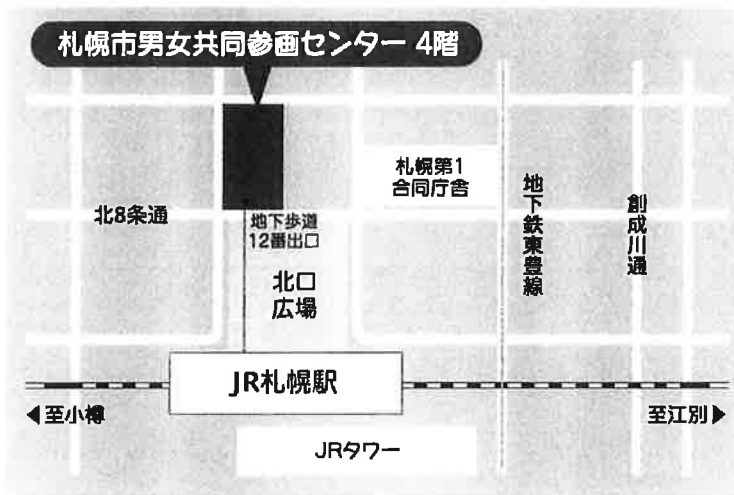 札幌市男女共同参画センター 4階
札幌第1
合同庁舎
北8条通
地下歩道
12番出口
地下鉄東豊線
創成川通
北口
広場
JR札幌駅
◀至小樽
至江別▶
JRタワー